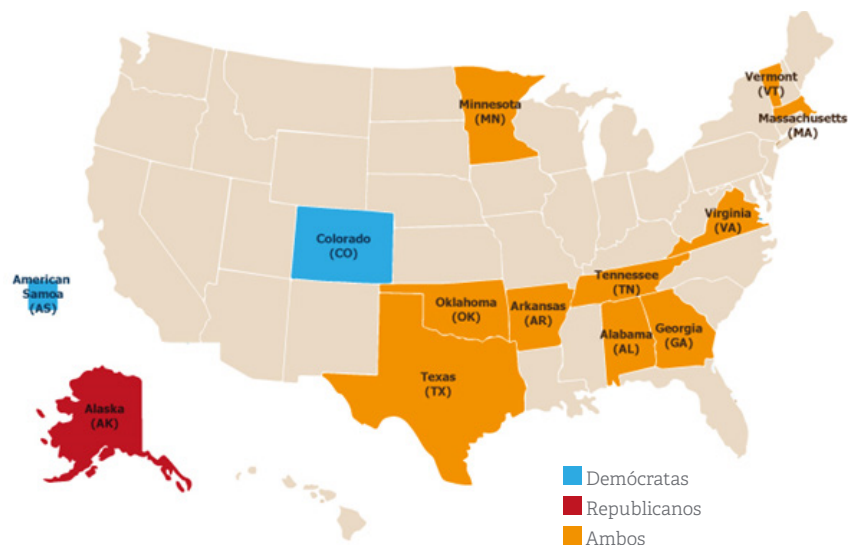 Vermont
(VT)
Minnesota
(MN)
Massachusetts
(MA)
Virginia
(VA)
Colorado
(CO)
Tennessee
(TN)
American
Samoa
(AS)
Oklahoma
(OK)
Arkansas
(AR)
Alabama
(AL)
Georgia
(GA)
Texas
(TX)
Alaska
(AK)
Demócratas
Republicanos
Ambos